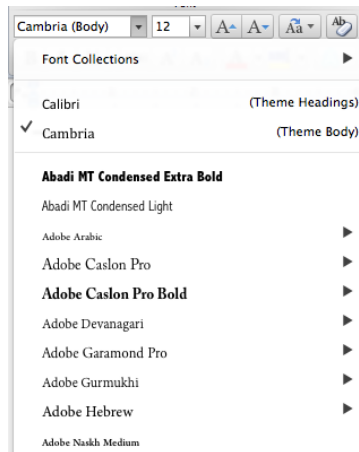 Cambria (Body) 12 A A Aa Ab
Font Collections
Calibri (Theme Headings)
Cambria (Theme Body)
Abadi MT Condensed Extra Bold
Abadi MT Condensed Light
Adobe Arabic
Adobe Caslon Pro
Adobe Caslon Pro Bold
Adobe Devanagari
Adobe Garamond Pro
Adobe Gurmukhi
Adobe Hebrew
Adobe Naskh Medium